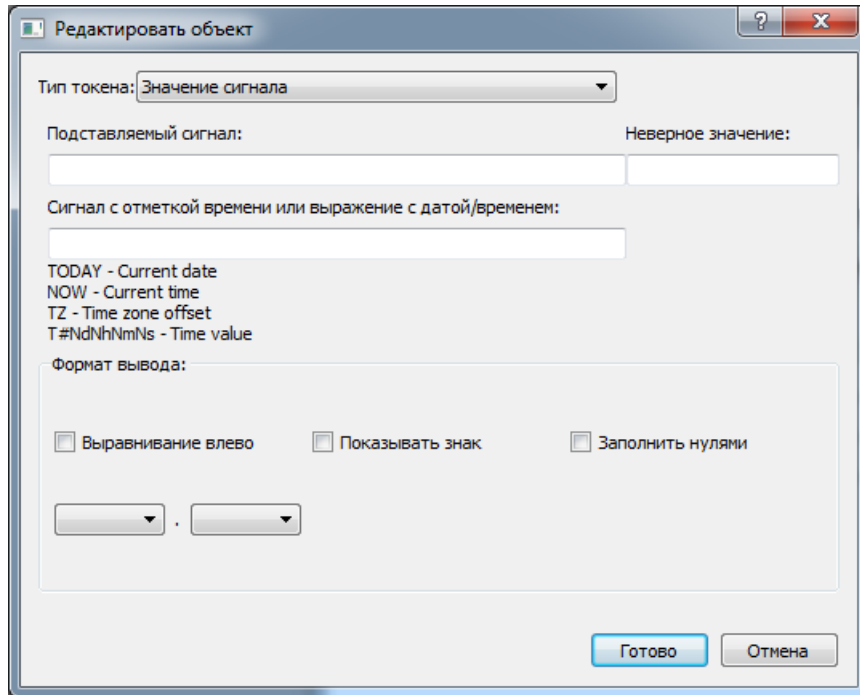 Редактировать объект
Тип токена: Значение сигнала
Подставляемый сигнал: Неверное значение:
Сигнал с отметкой времени или выражение с датой/временем:
TODAY - Current date
NOW - Current time
TZ - Time zone offset
T#NdNhNmNs - Time value
Формат вывода:
Выравнивание влево Показывать знак Заполнить нулями
.
Готово Отмена